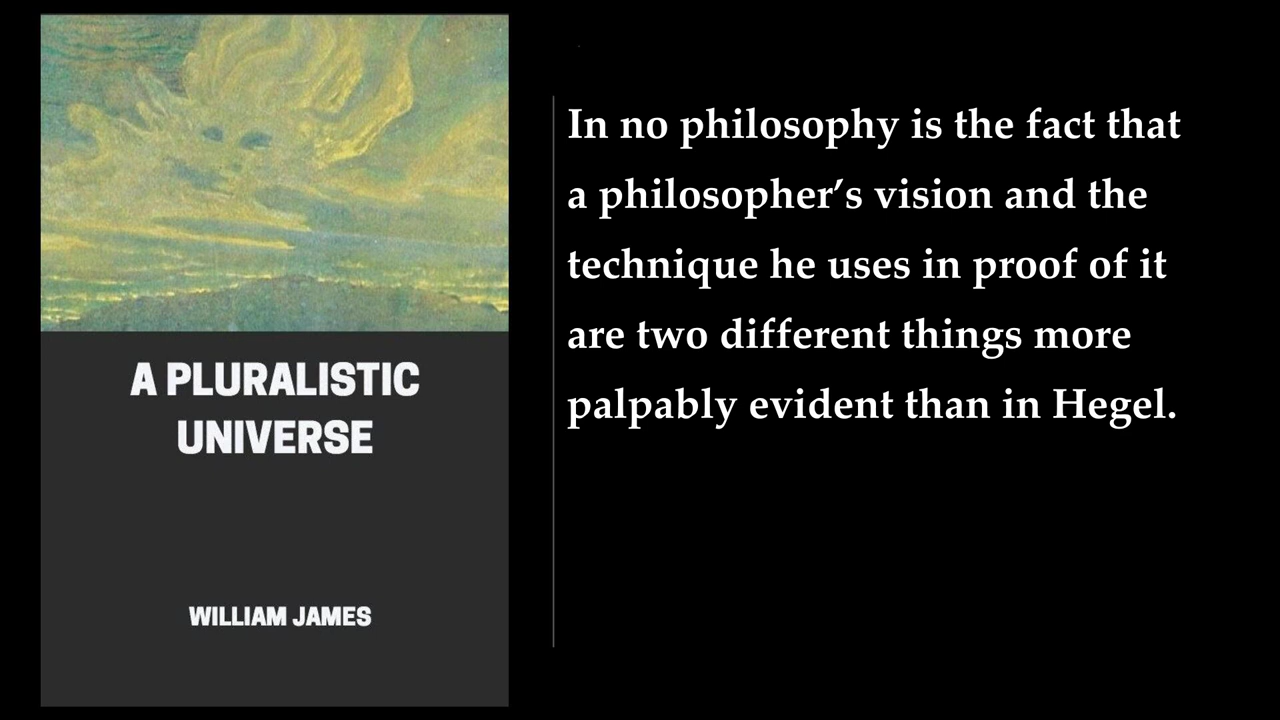 A PLURALISTIC
UNIVERSE
WILLIAM JAMES
In no philosophy is the fact that
a philosopher’s vision and the
technique he uses in proof of it
are two different things more
palpably evident than in Hegel.